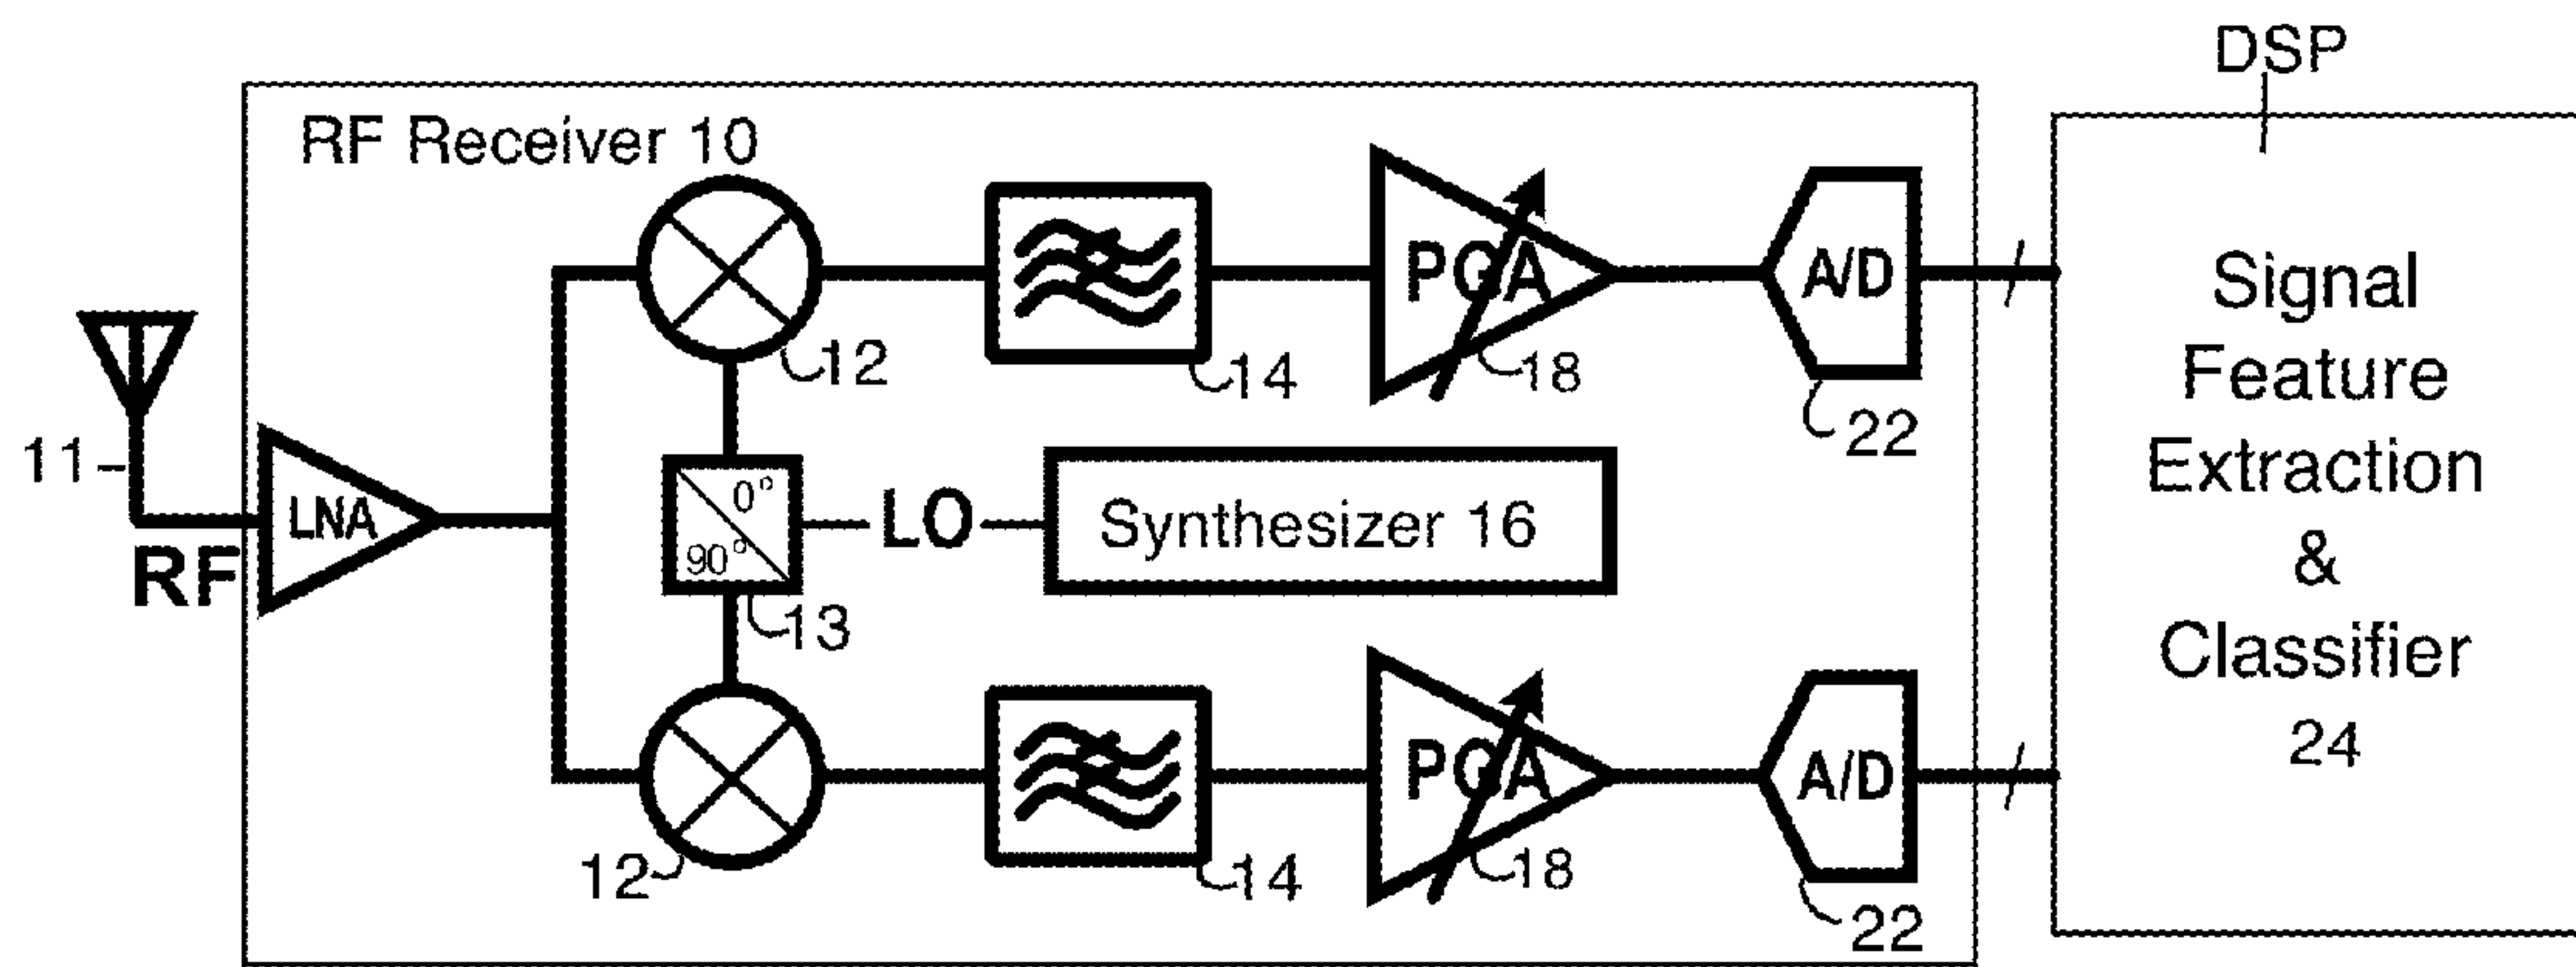 DSP
RF Receiver 10
12
14
PGA
18
A/D
22
11
RF
LNA
0°
90°
13
LO
Synthesizer 16
12
14
PGA
18
A/D
22
Signal
Feature
Extraction
&
Classifier
24